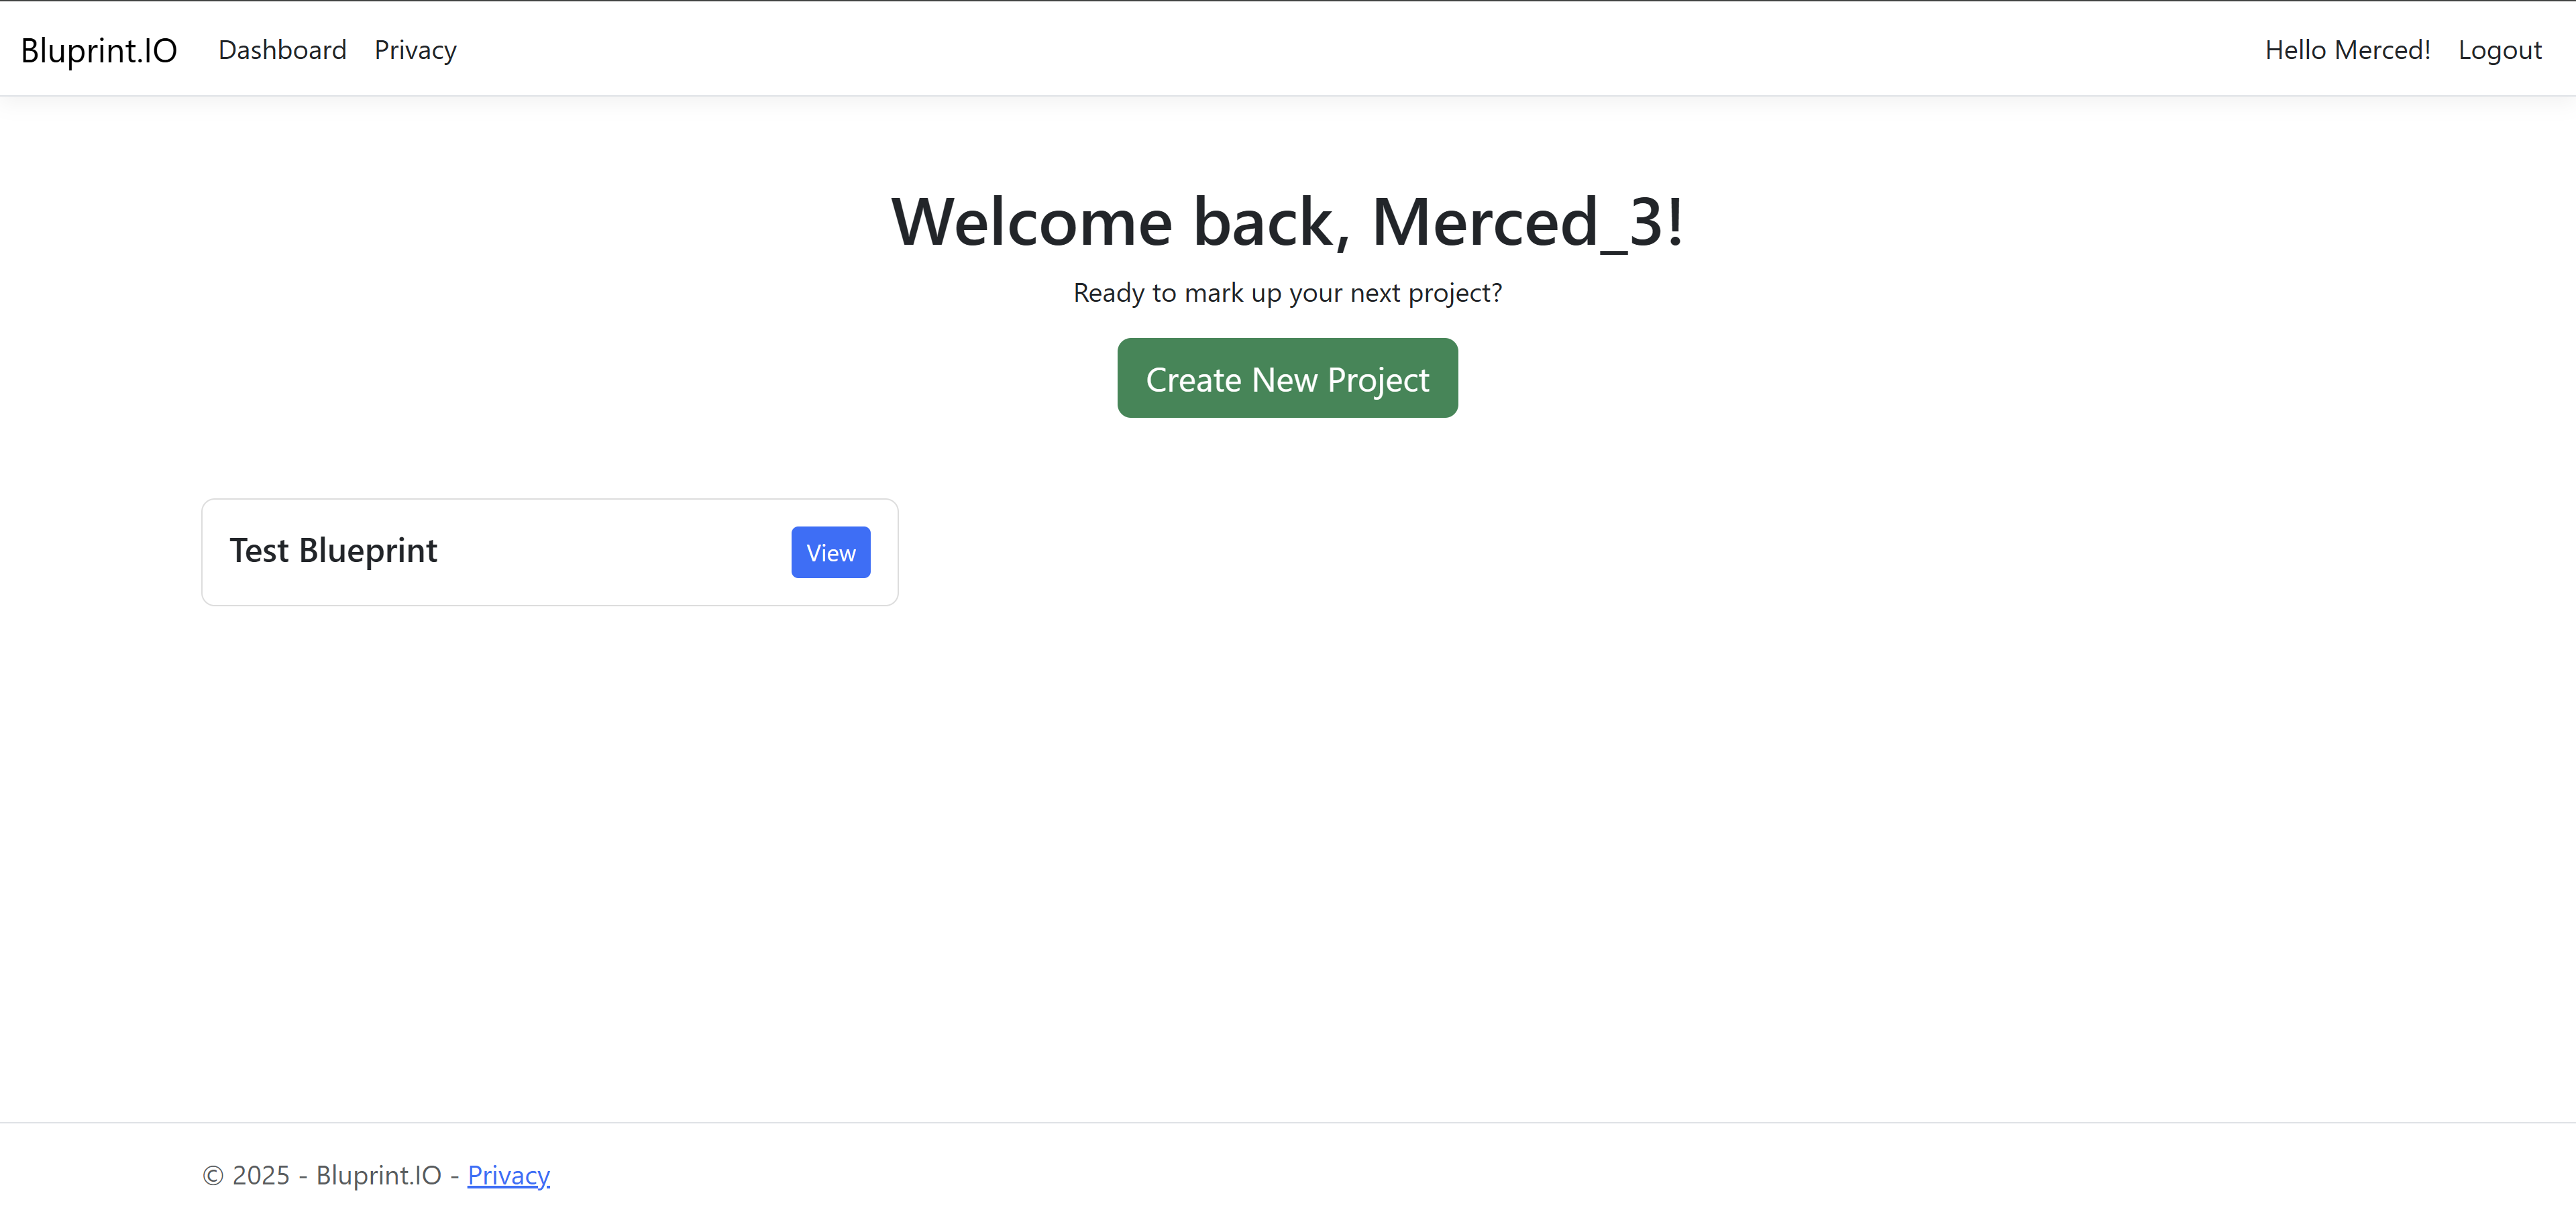 Bluprint.IO Dashboard Privacy Hello Merced! Logout
Welcome back, Merced_3!
Ready to mark up your next project?
Create New Project
Test Blueprint View
© 2025 - Bluprint.IO - Privacy